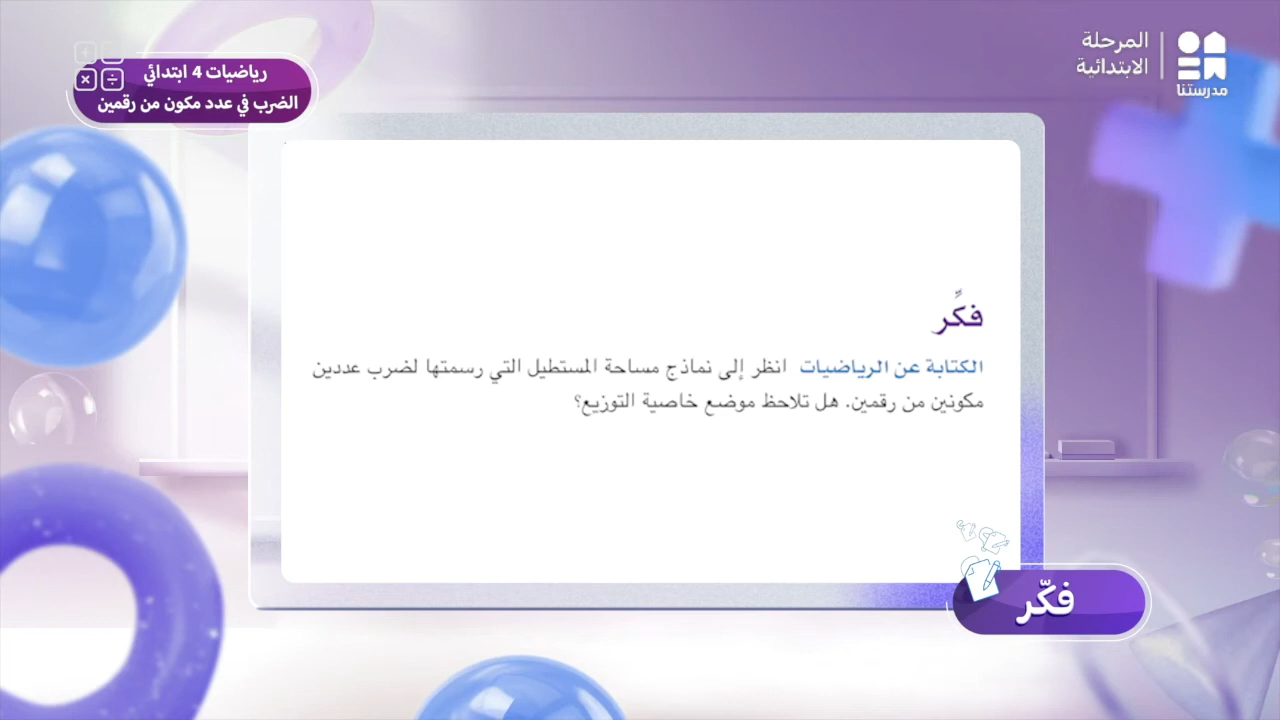 المرحلة
الابتدائية
مدرستنا
رياضيات 4 ابتدائي
الضرب في عدد مكون من رقمين
فكِّر
الكتابة عن الرياضيات انظر إلى نماذج مساحة المستطيل التي رسمتها لضرب عددين
مكونين من رقمين. هل تلاحظ موضع خاصية التوزيع؟
فكّر